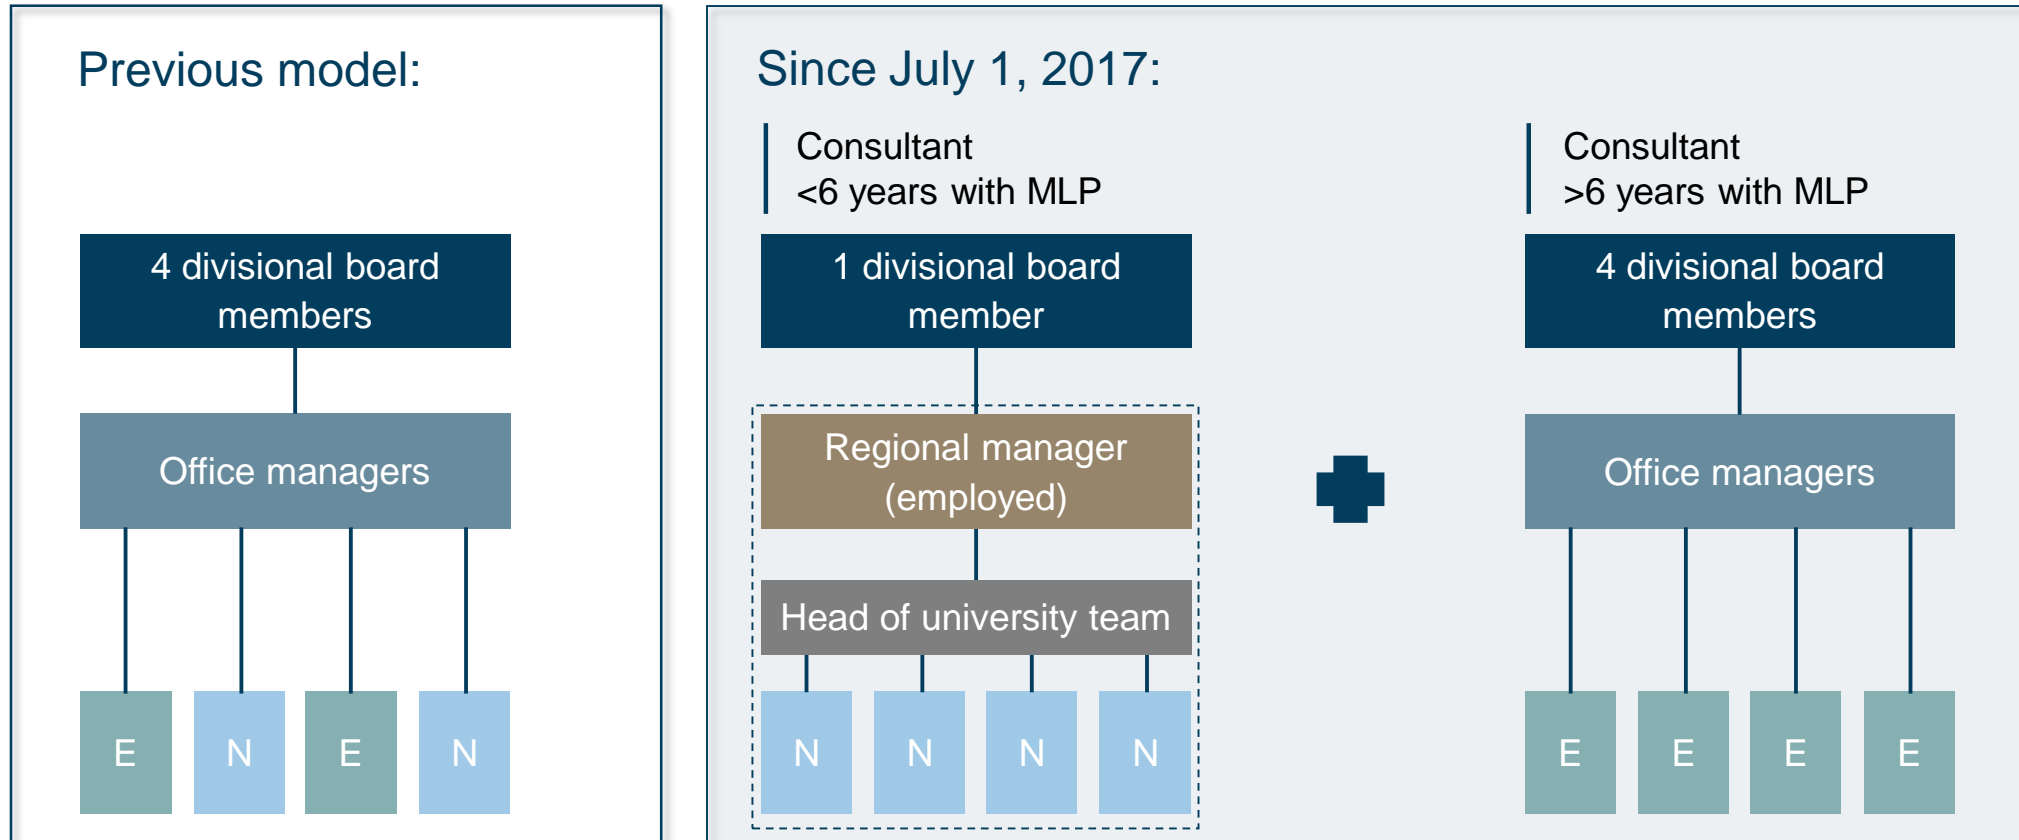 Previous model:
4 divisional board
members
Office managers
E
N
E
N
Since July 1, 2017:
Consultant
<6 years with MLP
1 divisional board
member
Regional manager
(employed)
Head of university team
N
N
N
N
Consultant
>6 years with MLP
4 divisional board
members
Office managers
E
E
E
E